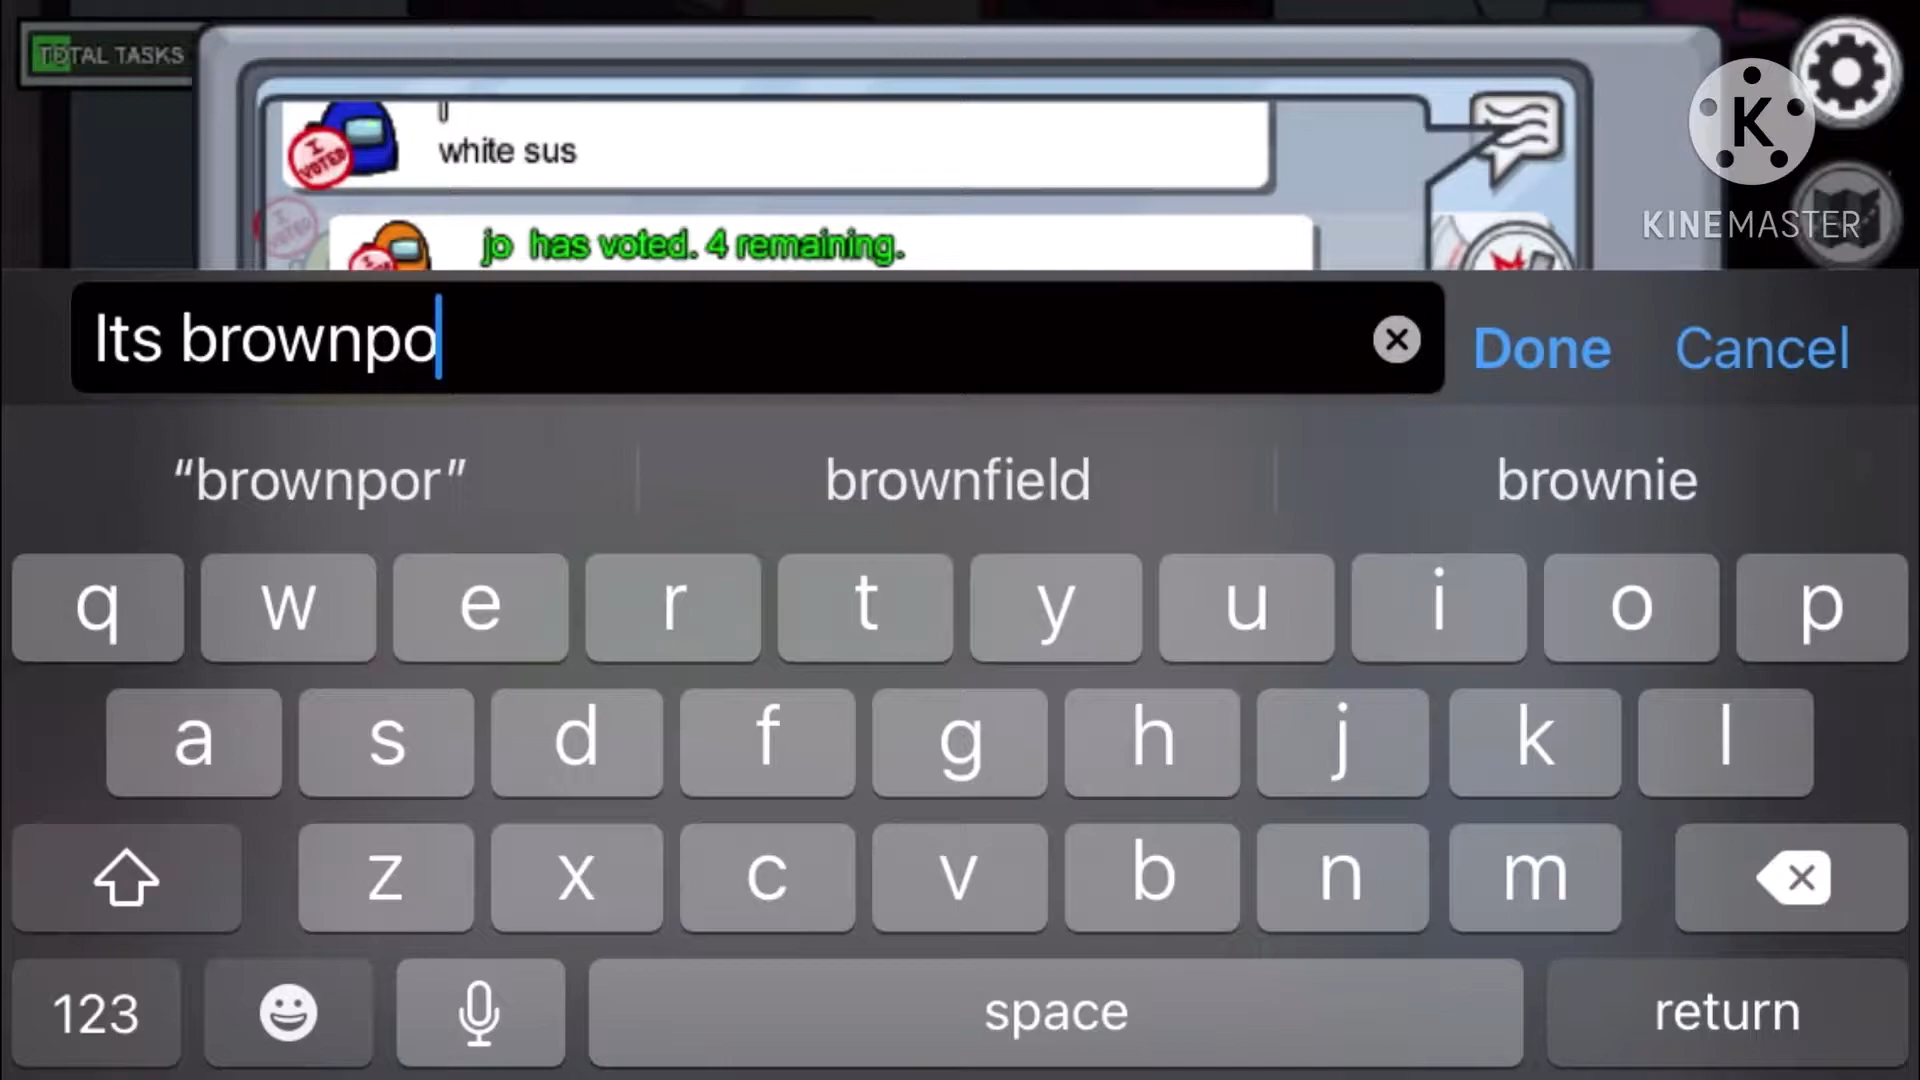 TOTAL TASKS
white sus
I VOTED
jo has voted. 4 remaining.
K
KINEMASTER
Its brownpo
Done
Cancel
“brownpor”
brownfield
brownie
q w e r t y u i o p
a s d f g h j k l
z x c v b n m
123
space
return